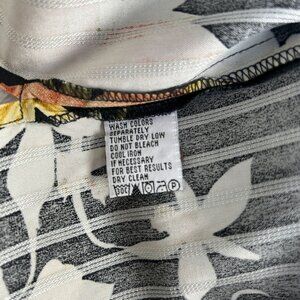 WASH COLORS
SEPARATELY
TUMBLE DRY LOW
DO NOT BLEACH
COOL IRON
IF NECESSARY
FOR BEST RESULTS
DRY CLEAN